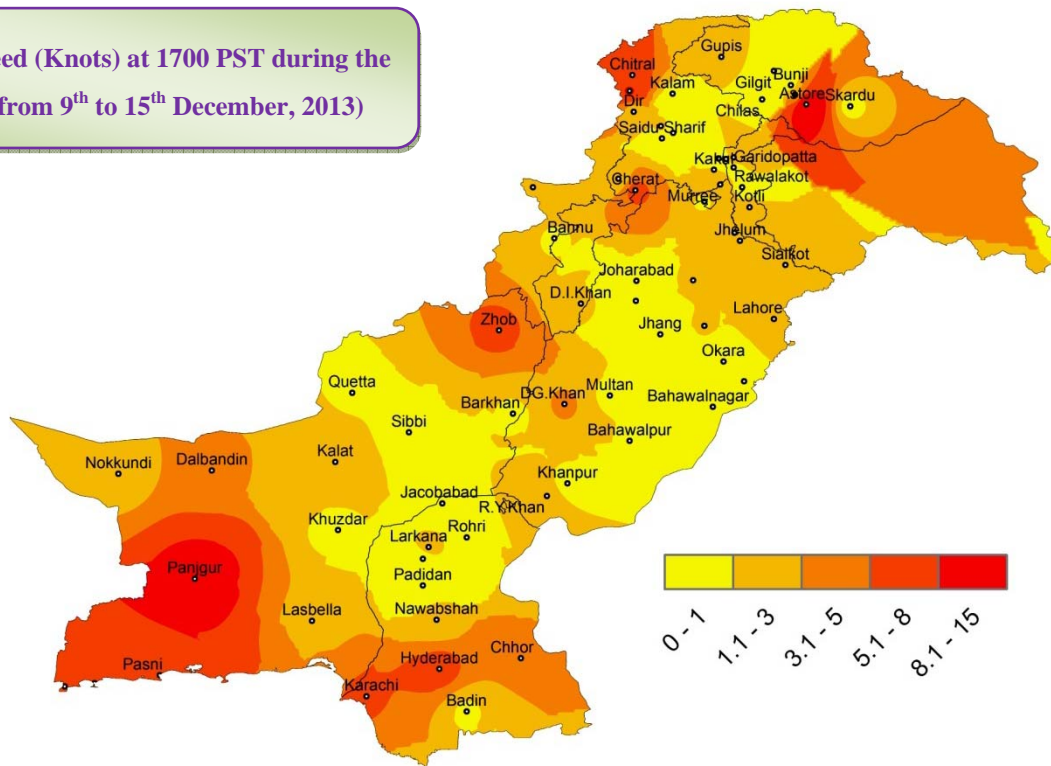 eed (Knots) at 1700 PST during the
from 9th to 15th December, 2013)
Gupis
Chitral
Kalam
Gilgit
Bunji
Astore
Skardu
Dir
Chilas
Saidu Sharif
Garidopatta
Cherat
Rawalakot
Murree
Kotli
Bannu
Jhelum
Sialkot
Joharabad
D.I.Khan
Lahore
Zhob
Jhang
Okara
Quetta
DG.Khan
Multan
Barkhan
Bahawalnagar
Sibbi
Bahawalpur
Nokkundi
Dalbandin
Kalat
Khanpur
Jacobabad
R.Y.Khan
Khuzdar
Rohri
Larkana
Panjgur
Padidan
Lasbella
Nawabshah
Pasni
Hyderabad
Chhor
Karachi
Badin
0 - 1
1.1 - 3
3.1 - 5
5.1 - 8
8.1 - 15